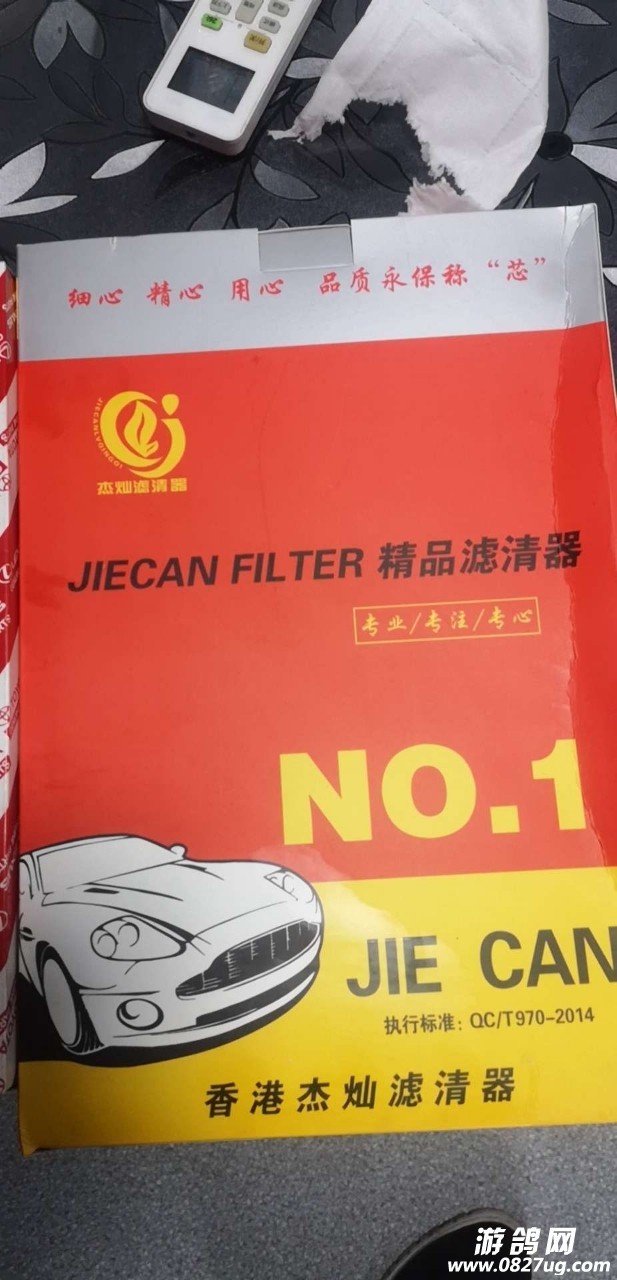 细心 精心 用心 品质永保称“芯”
杰灿滤清器
JIECAN FILTER 精品滤清器
专业/专注/专心
NO.1
JIE CAN
执行标准：QC/T970-2014
香港杰灿滤清器
游鸽网
www.0827ug.com